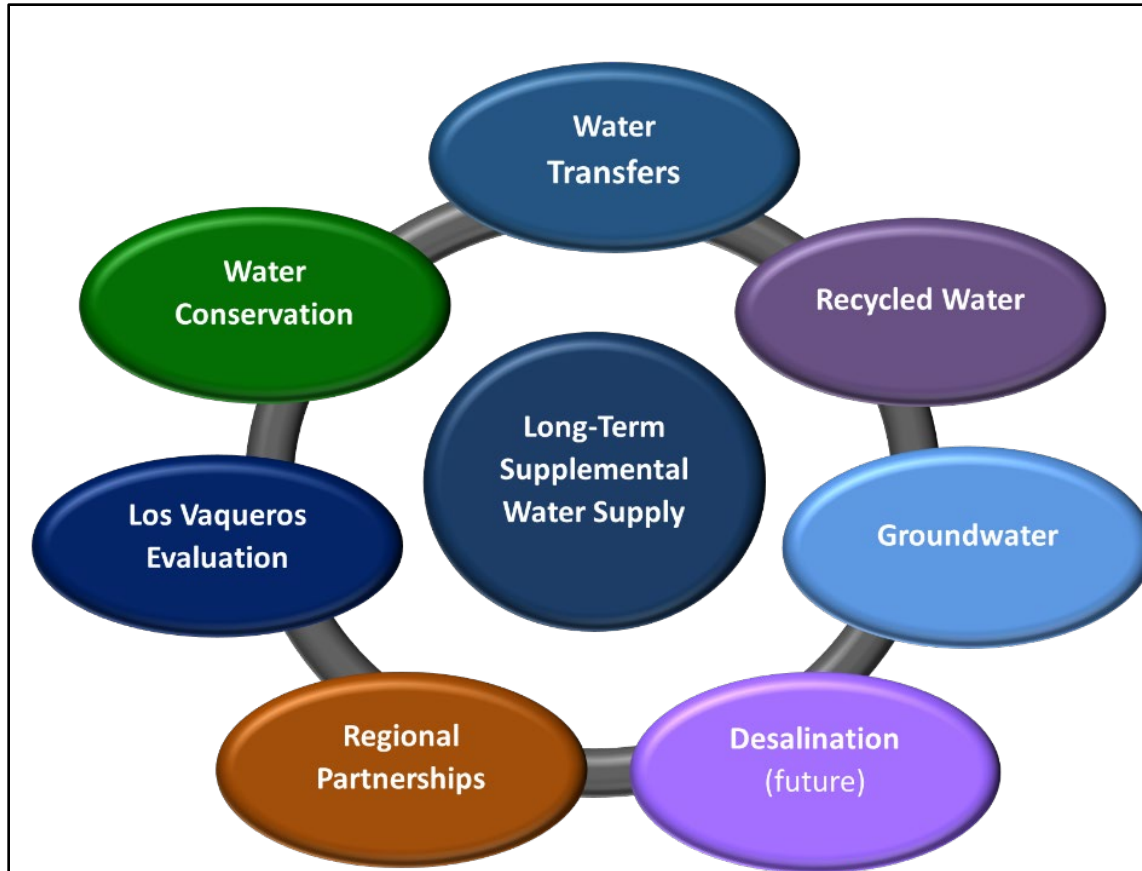 Water
Transfers
Water
Conservation
Recycled Water
Long-Term
Supplemental
Water Supply
Los Vaqueros
Evaluation
Groundwater
Regional
Partnerships
Desalination
(future)